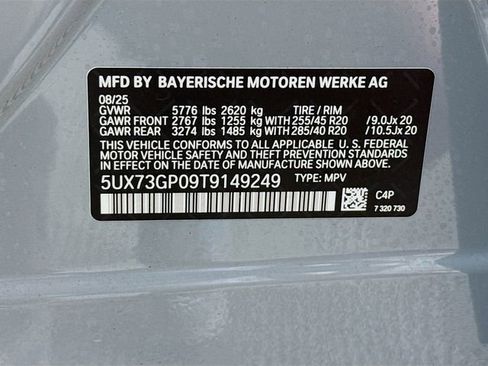 MFD BY BAYERISCHE MOTOREN WERKE AG
08/25
GVWR 5776 lbs 2620 kg TIRE / RIM
GAWR FRONT 2767 lbs 1255 kg WITH 255/45 R20 /9.0Jx 20
GAWR REAR 3274 lbs 1485 kg WITH 285/40 R20 /10.5Jx 20
THIS VEHICLE CONFORMS TO ALL APPLICABLE U. S. FEDERAL
MOTOR VEHICLE SAFETY STANDARDS IN EFFECT ON THE
DATE OF MANUFACTURE SHOWN ABOVE.
5UX73GP09T9149249 TYPE: MPV
C4P
7 320 730